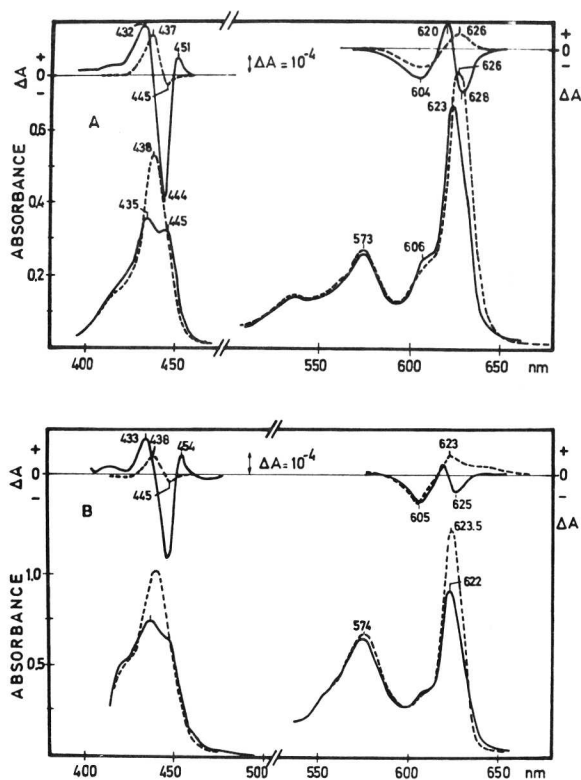 432 437 451 620 626
+ 0 −
ΔA
ΔA = 10⁻⁴
+ 0 −
ΔA
445 604 626 628
A
438 444 623
435 445
573 606
ABSORBANCE
0,6
0,4
0,2
400 450 550 600 650 nm
433 438 454 623
+ 0 −
ΔA
ΔA = 10⁻⁴
+ 0 −
ΔA
445 605 625
B
623.5
622
574
ABSORBANCE
1.0
0.5
400 450 500 550 600 650 nm